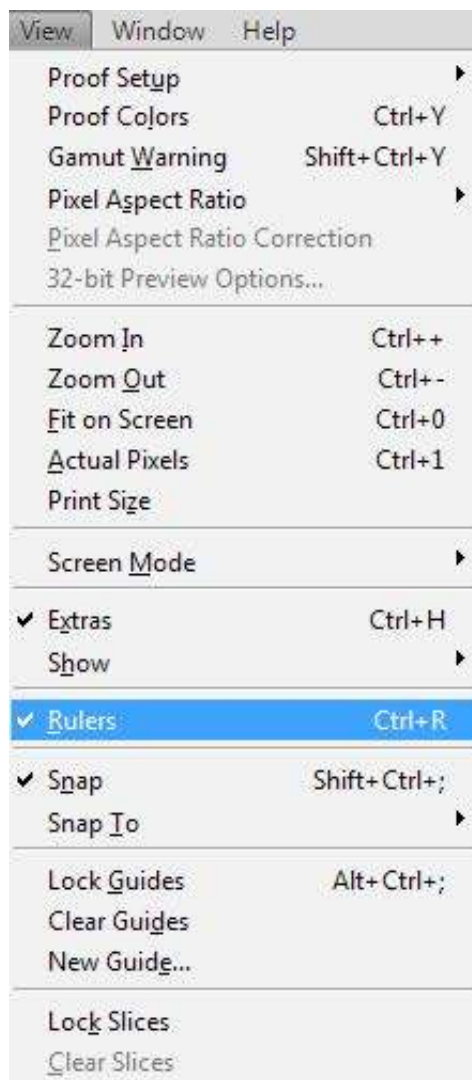 View Window Help
Proof Setup
Proof Colors Ctrl+Y
Gamut Warning Shift+Ctrl+Y
Pixel Aspect Ratio
Pixel Aspect Ratio Correction
32-bit Preview Options...
Zoom In Ctrl++
Zoom Out Ctrl+-
Fit on Screen Ctrl+0
Actual Pixels Ctrl+1
Print Size
Screen Mode
Extras Ctrl+H
Show
Rulers Ctrl+R
Snap Shift+Ctrl+;
Snap To
Lock Guides Alt+Ctrl+;
Clear Guides
New Guide...
Lock Slices
Clear Slices